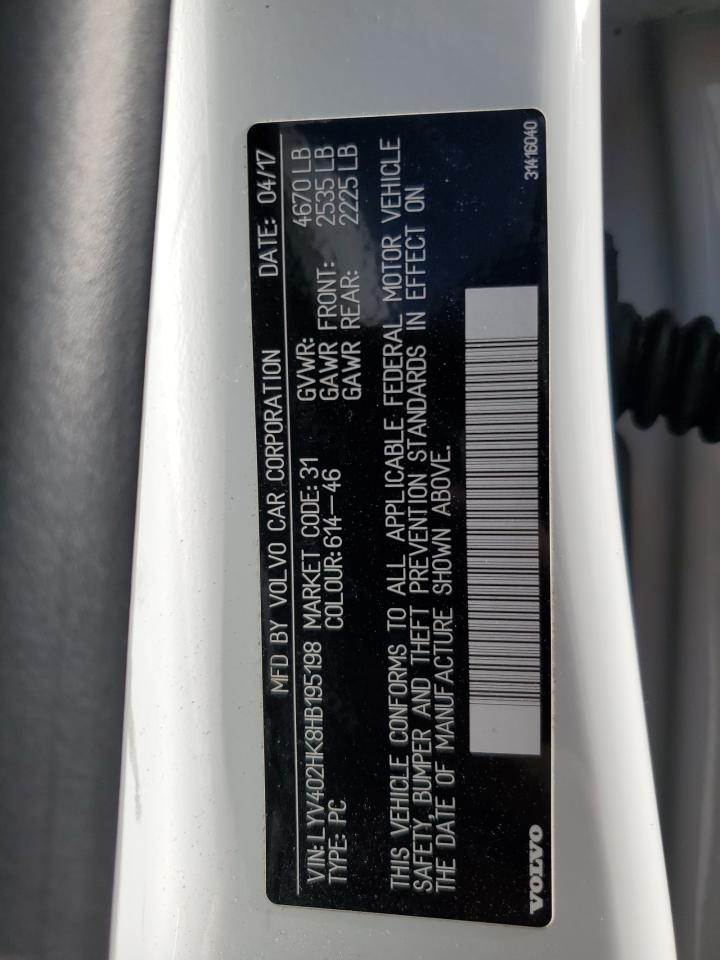 MFD BY VOLVO CAR CORPORATION DATE: 04/17
VIN: LYV402HK8HB195198 MARKET CODE: 31 GVWR: 4670 LB
TYPE: PC COLOUR: 614-46 GAWR FRONT: 2535 LB
GAWR REAR: 2225 LB
THIS VEHICLE CONFORMS TO ALL APPLICABLE FEDERAL MOTOR VEHICLE
SAFETY, BUMPER AND THEFT PREVENTION STANDARDS IN EFFECT ON
THE DATE OF MANUFACTURE SHOWN ABOVE.
VOLVO 31416040